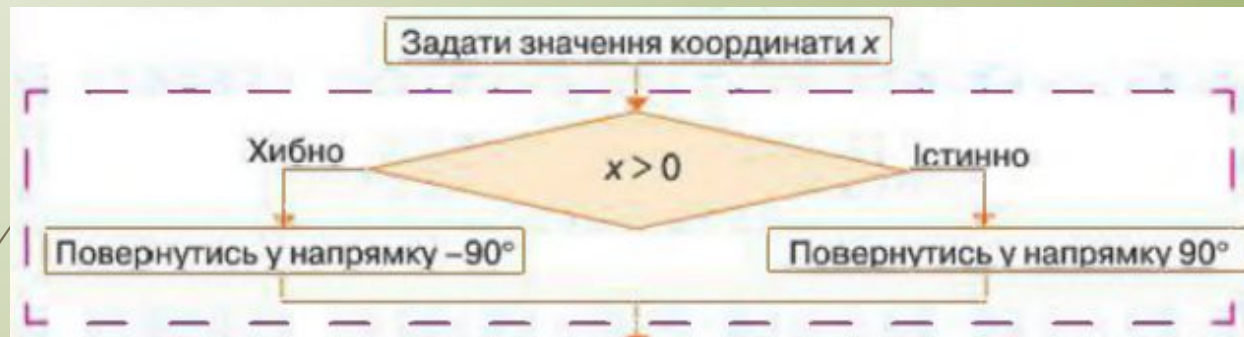 Задати значення координати x
Хибно
x > 0
Істинно
Повернутись у напрямку –90°
Повернутись у напрямку 90°